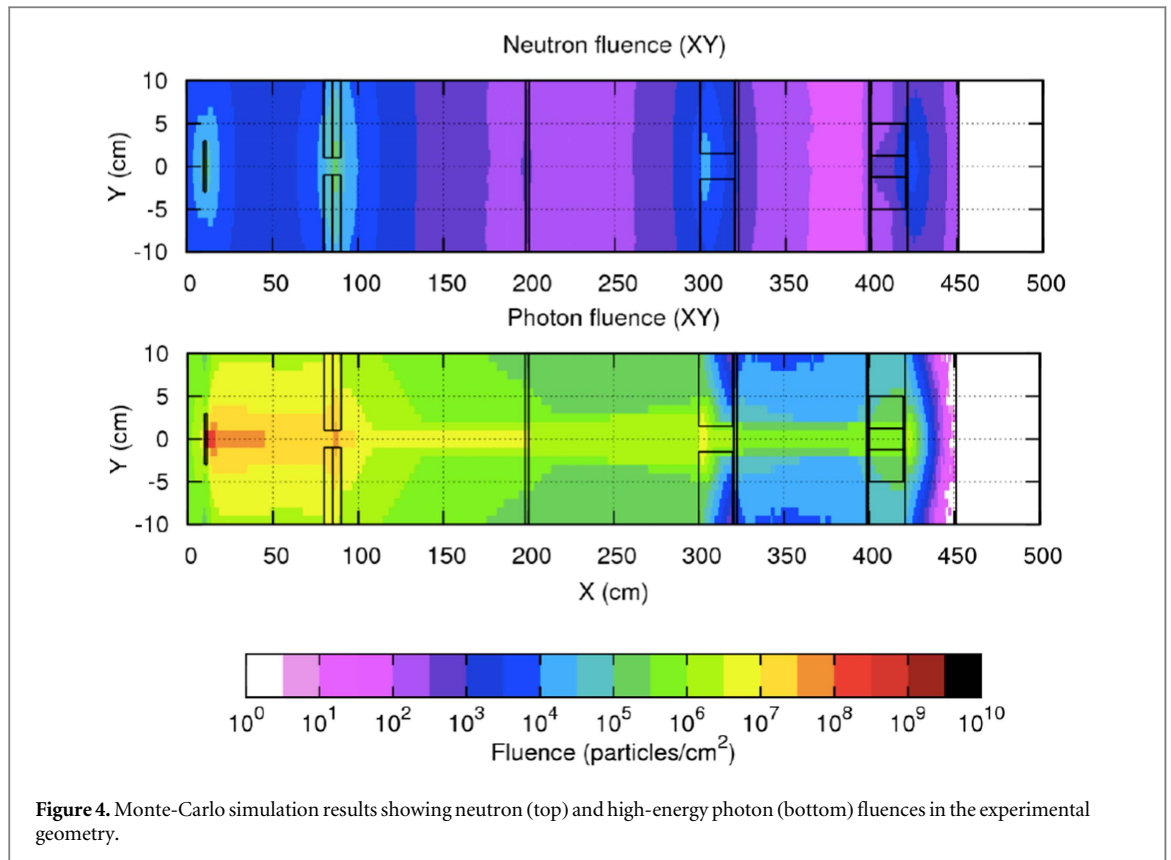 Neutron fluence (XY)
10
5
0
-5
-10
Y (cm)
0 50 100 150 200 250 300 350 400 450 500
Photon fluence (XY)
10
5
0
-5
-10
Y (cm)
0 50 100 150 200 250 300 350 400 450 500
X (cm)
10^0 10^1 10^2 10^3 10^4 10^5 10^6 10^7 10^8 10^9 10^10
Fluence (particles/cm^2)
Figure 4. Monte-Carlo simulation results showing neutron (top) and high-energy photon (bottom) fluences in the experimental
geometry.